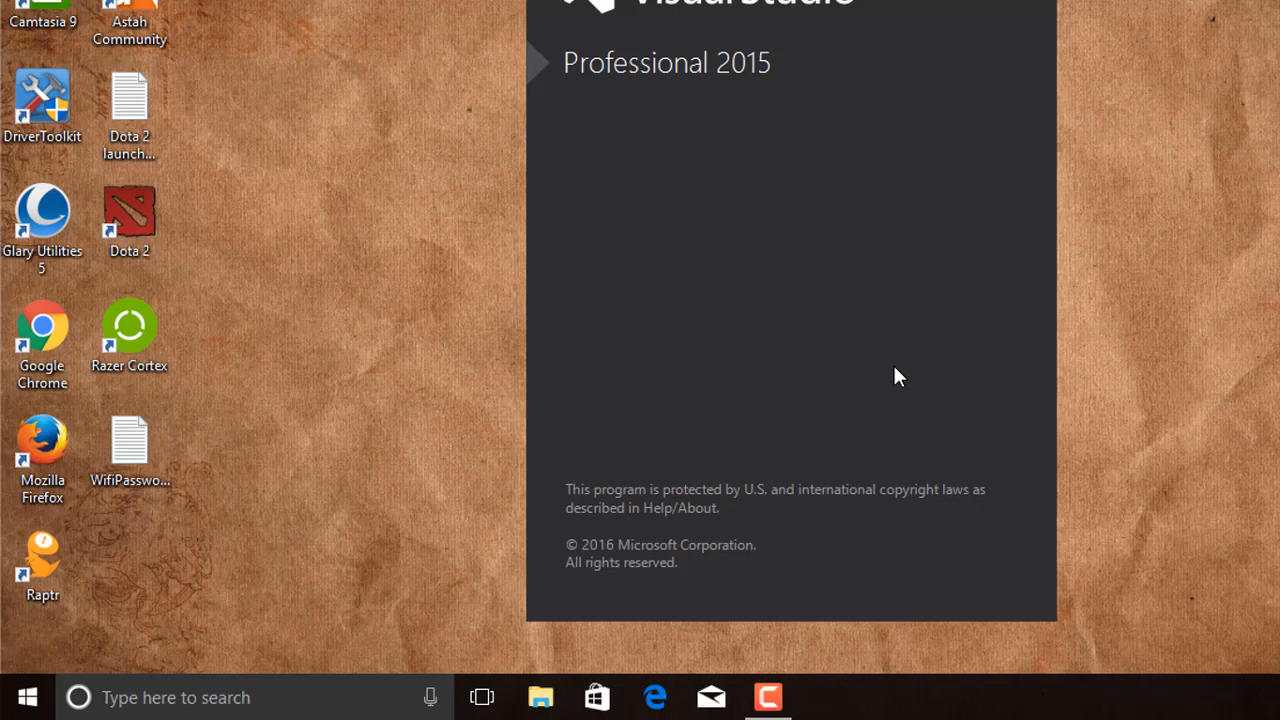 Camtasia 9
Astah
Community
DriverToolkit
Dota 2
launch...
Glary Utilities
5
Dota 2
Google
Chrome
Razer Cortex
Mozilla
Firefox
WifiPasswo...
Raptr
Visual Studio
Professional 2015
This program is protected by U.S. and international copyright laws as
described in Help/About.
© 2016 Microsoft Corporation.
All rights reserved.
Type here to search